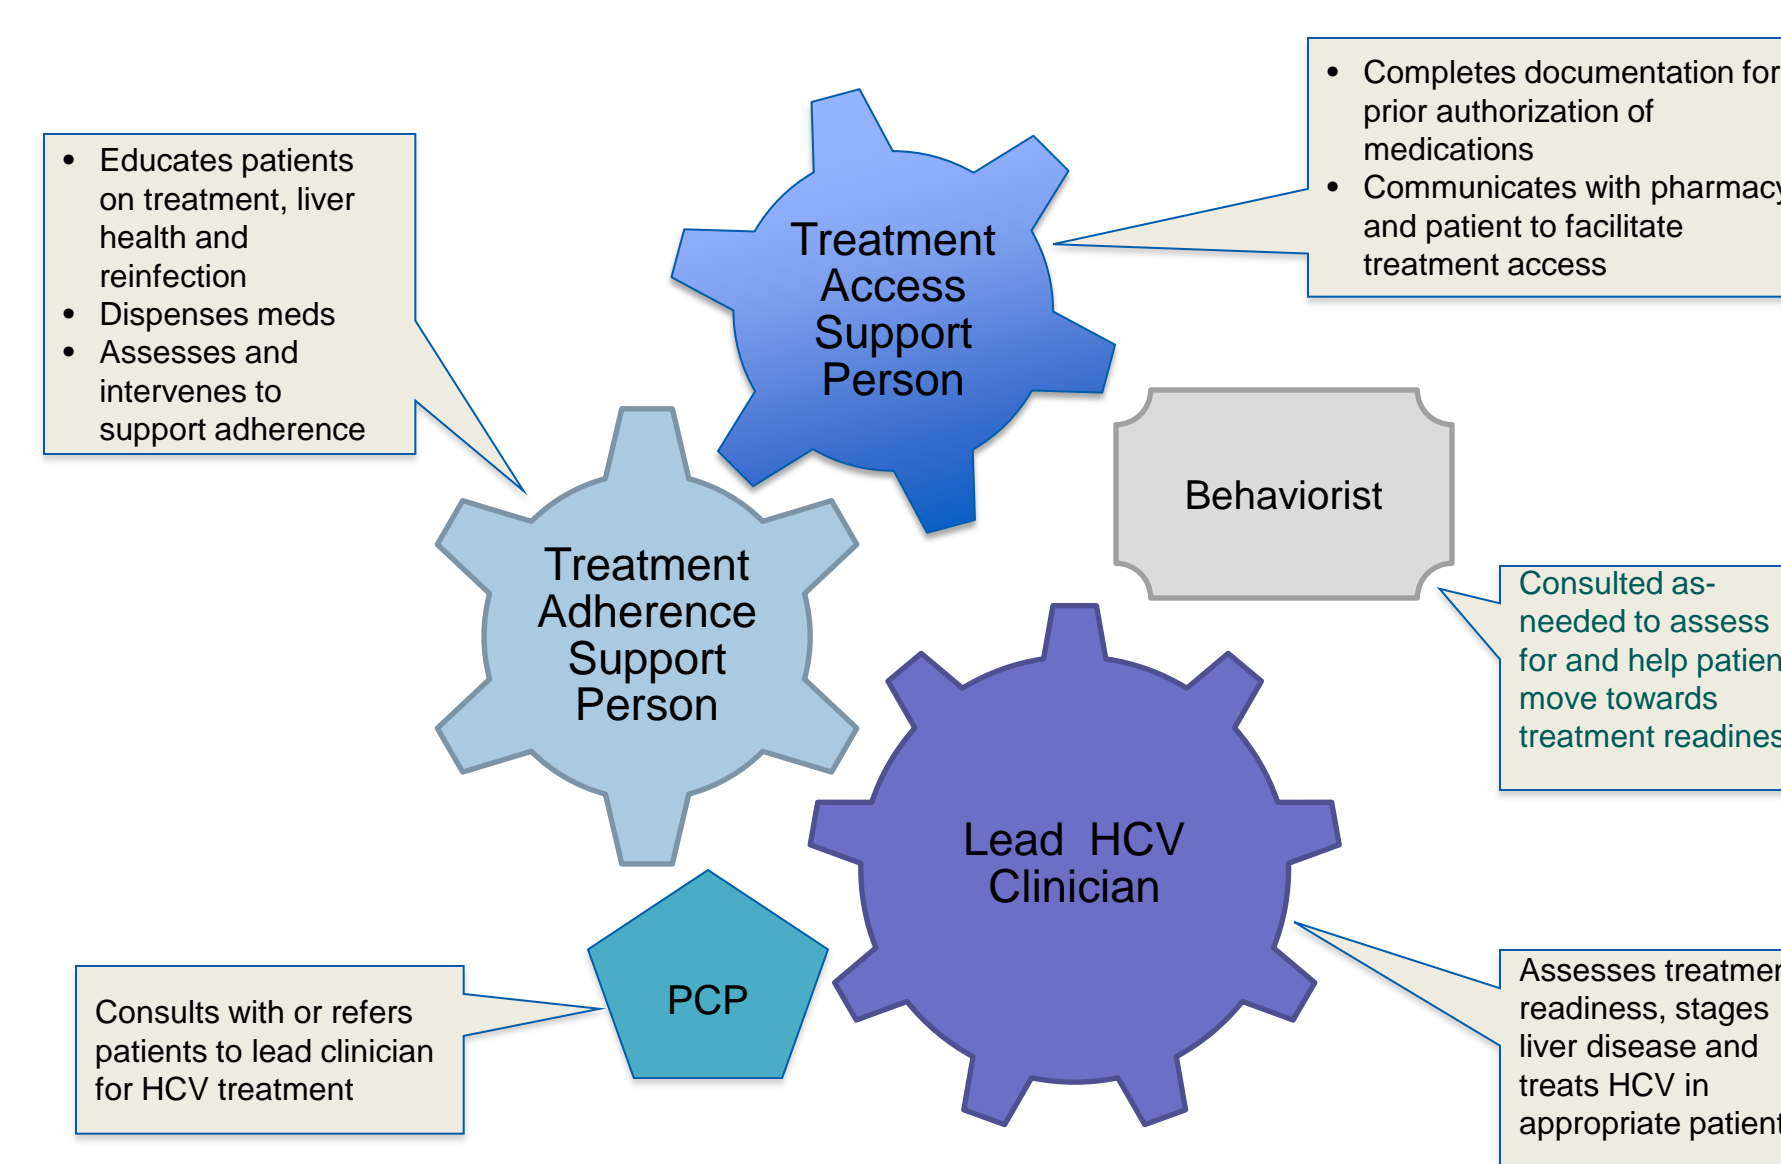 • Completes documentation for
prior authorization of
medications
• Communicates with pharmacy
and patient to facilitate
treatment access
• Educates patients
on treatment, liver
health and
reinfection
• Dispenses meds
• Assesses and
intervenes to
support adherence
Treatment
Access
Support
Person
Behaviorist
Consulted as-
needed to assess
for and help patien
move towards
treatment readines
Treatment
Adherence
Support
Person
Lead HCV
Clinician
PCP
Consults with or refers
patients to lead clinician
for HCV treatment
Assesses treatmen
readiness, stages
liver disease and
treats HCV in
appropriate patient